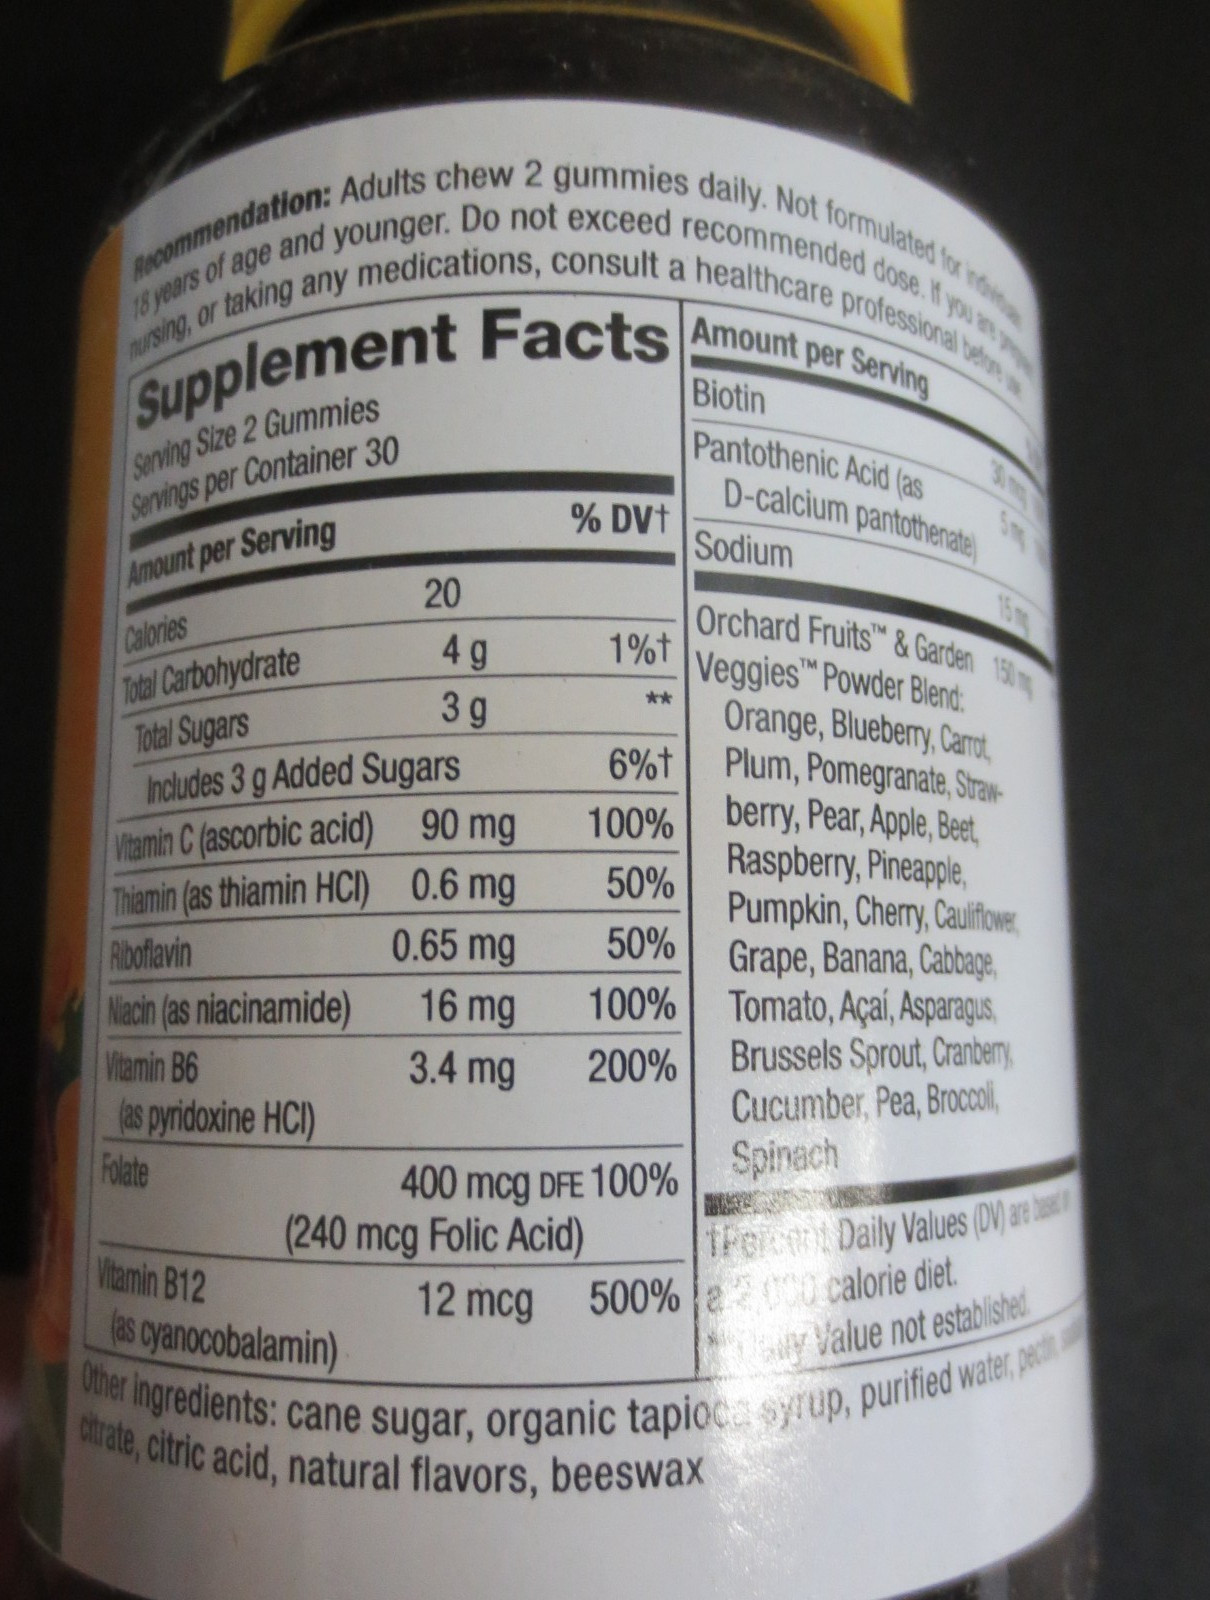 Recommendation: Adults chew 2 gummies daily. Not formulated for
18 years of age and younger. Do not exceed recommended dose. If you are
nursing, or taking any medications, consult a healthcare professional before
Supplement Facts
Serving Size 2 Gummies
Servings per Container 30
Amount per Serving % DV†
Calories 20
Total Carbohydrate 4 g 1%†
Total Sugars 3 g **
Includes 3 g Added Sugars 6%†
Vitamin C (ascorbic acid) 90 mg 100%
Thiamin (as thiamin HCl) 0.6 mg 50%
Riboflavin 0.65 mg 50%
Niacin (as niacinamide) 16 mg 100%
Vitamin B6 3.4 mg 200%
(as pyridoxine HCl)
Folate 400 mcg DFE 100%
(240 mcg Folic Acid)
Vitamin B12 12 mcg 500%
(as cyanocobalamin)
Amount per Serving
Biotin 30 mcg
Pantothenic Acid (as
D-calcium pantothenate) 5 mg
Sodium 15 mg
Orchard Fruits™ & Garden 150 mg
Veggies™ Powder Blend:
Orange, Blueberry, Carrot,
Plum, Pomegranate, Straw-
berry, Pear, Apple, Beet,
Raspberry, Pineapple,
Pumpkin, Cherry, Cauliflower,
Grape, Banana, Cabbage,
Tomato, Açaí, Asparagus,
Brussels Sprout, Cranberry,
Cucumber, Pea, Broccoli,
Spinach
†Percent Daily Values (DV) are based on
a 2,000 calorie diet.
**Daily Value not established.
Other ingredients: cane sugar, organic tapioca syrup, purified water, pectin,
citrate, citric acid, natural flavors, beeswax